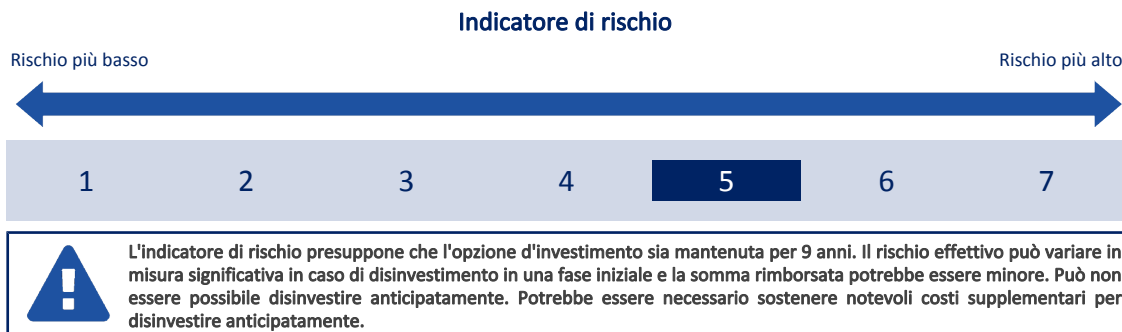 Indicatore di rischio
Rischio più basso
Rischio più alto
1 2 3 4 5 6 7
L'indicatore di rischio presuppone che l'opzione d'investimento sia mantenuta per 9 anni. Il rischio effettivo può variare in
misura significativa in caso di disinvestimento in una fase iniziale e la somma rimborsata potrebbe essere minore. Può non
essere possibile disinvestire anticipatamente. Potrebbe essere necessario sostenere notevoli costi supplementari per
disinvestire anticipatamente.